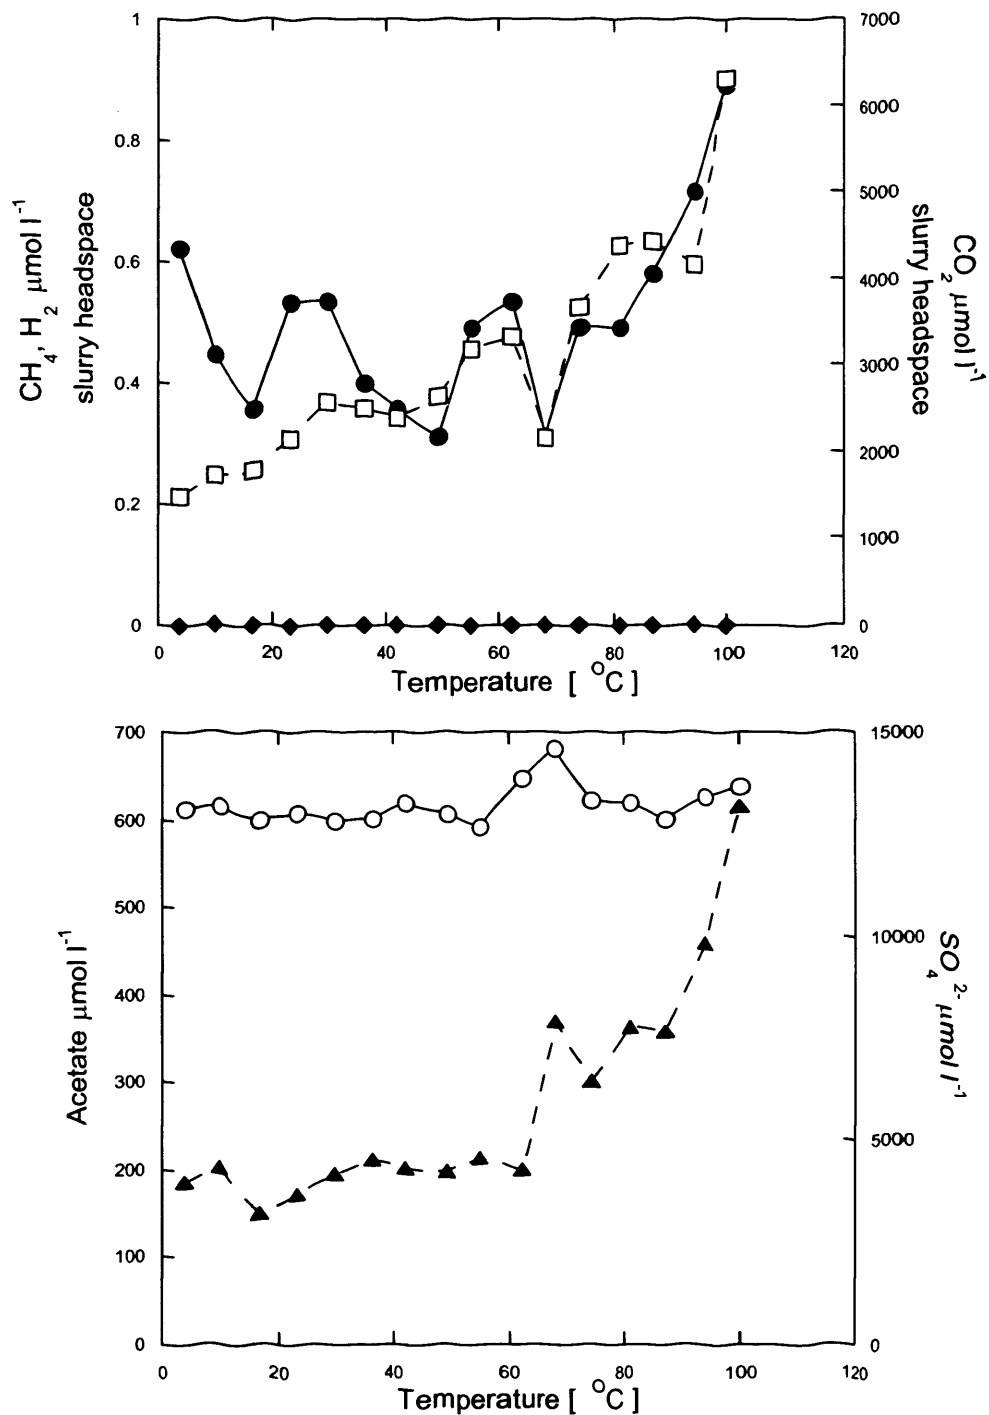 1
0.8
0.6
0.4
0.2
0
CH4, H2 μmol l-1
slurry headspace
7000
6000
5000
4000
3000
2000
1000
0
CO2 μmol l-1
slurry headspace
0 20 40 60 80 100 120
Temperature [ °C ]
700
600
500
400
300
200
100
0
Acetate μmol l-1
15000
10000
5000
0
SO4 2- μmol l-1
0 20 40 60 80 100 120
Temperature [ °C ]